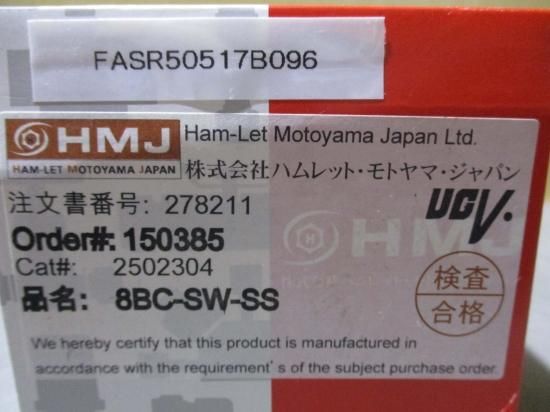 FASR50517B096
HMJ
HAM-LET MOTOYAMA JAPAN
Ham-Let Motoyama Japan Ltd.
株式会社ハムレット・モトヤマ・ジャパン
注文書番号: 278211
UCV.
Order#: 150385
HMJ
Cat#: 2502304
検査
合格
品名: 8BC-SW-SS
We hereby certify that this product is manufactured in
accordance with the requirement's of the subject purchase order.